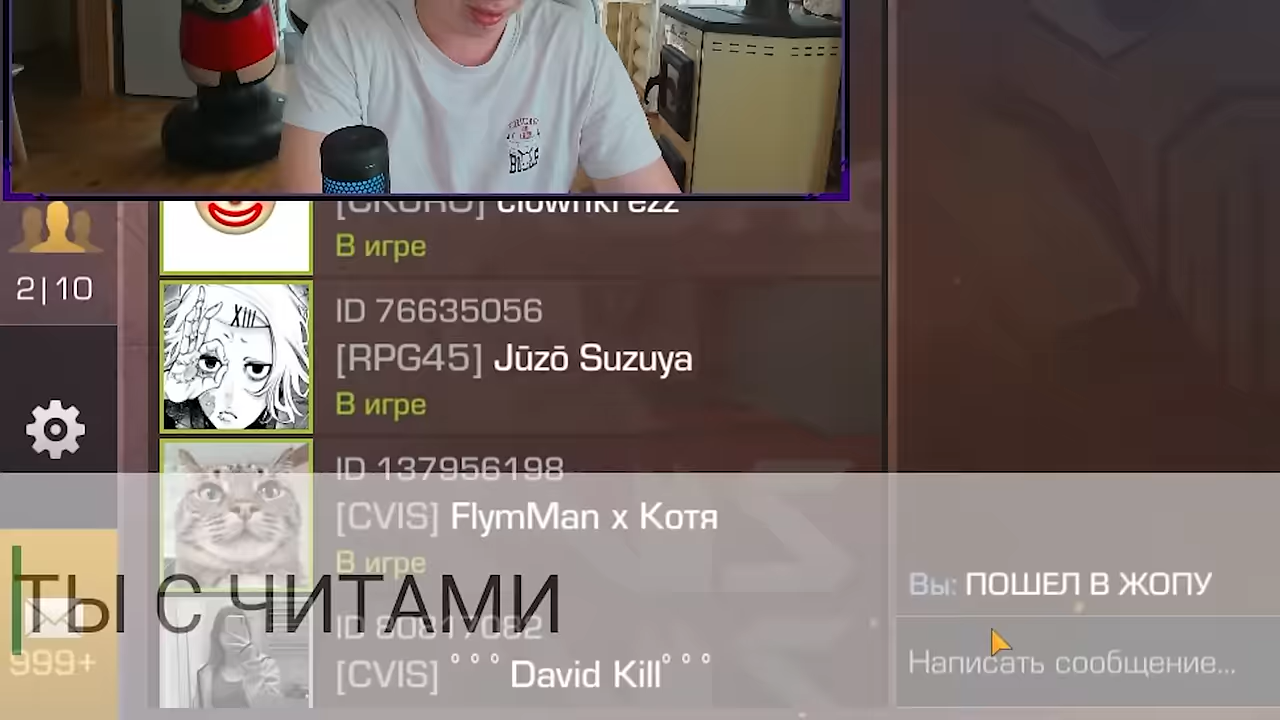 [CKORO] clownkrezz
В игре
2|10
XIII
ID 76635056
[RPG45] Jūzō Suzuya
В игре
ID 137956198
[CVIS] FlymMan x Котя
В игре
ТЫ С ЧИТАМИ
999+
[CVIS] ° ° ° David Kill° ° °
Вы: ПОШЕЛ В ЖОПУ
Написать сообщение...